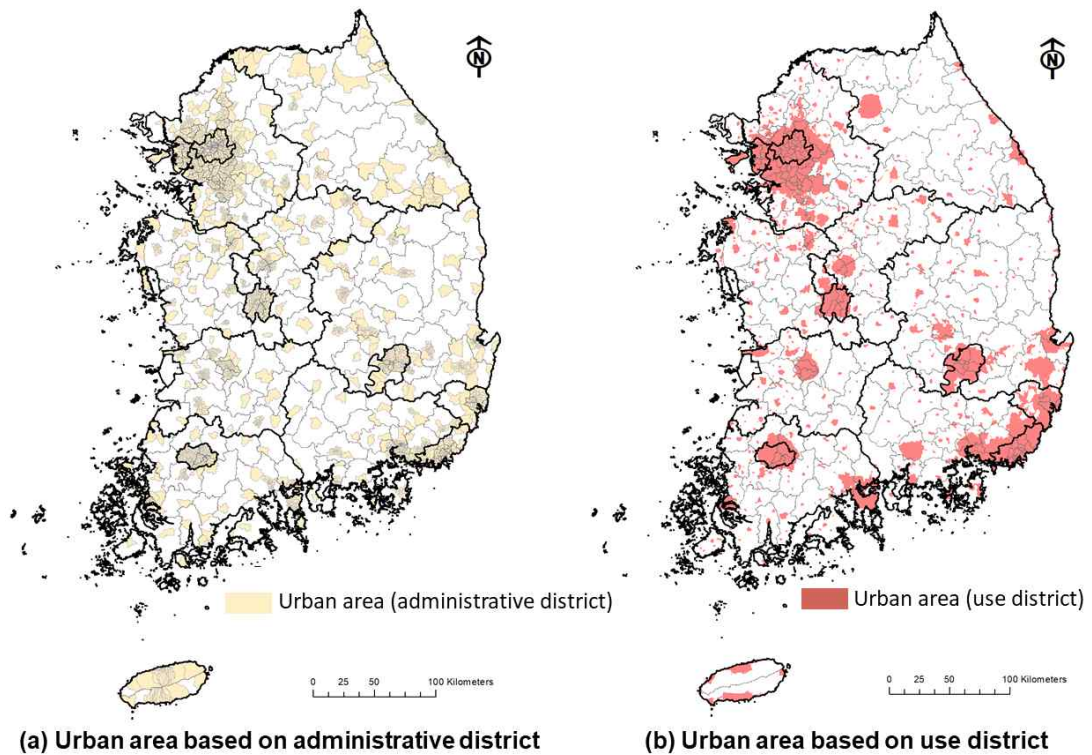 N
N
Urban area (administrative district)
Urban area (use district)
0 25 50 100 Kilometers
0 25 50 100 Kilometers
(a) Urban area based on administrative district
(b) Urban area based on use district